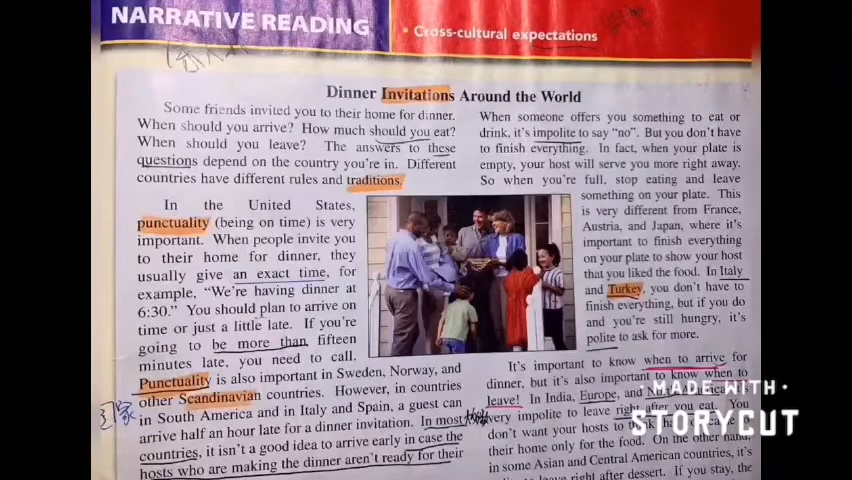 NARRATIVE READING
• Cross-cultural expectations
Dinner Invitations Around the World
Some friends invited you to their home for dinner.
When should you arrive? How much should you eat?
When should you leave? The answers to these
questions depend on the country you're in. Different
countries have different rules and traditions.
In the United States,
punctuality (being on time) is very
important. When people invite you
to their home for dinner, they
usually give an exact time, for
example, "We're having dinner at
6:30." You should plan to arrive on
time or just a little late. If you're
going to be more than fifteen
minutes late, you need to call.
Punctuality is also important in Sweden, Norway, and
other Scandinavian countries. However, in countries
in South America and in Italy and Spain, a guest can
arrive half an hour late for a dinner invitation. In most
countries, it isn't a good idea to arrive early in case the
hosts who are making the dinner aren't ready for their
When someone offers you something to eat or
drink, it's impolite to say "no". But you don't have
to finish everything. In fact, when your plate is
empty, your host will serve you more right away.
So when you're full, stop eating and leave
something on your plate. This
is very different from France,
Austria, and Japan, where it's
important to finish everything
on your plate to show your host
that you liked the food. In Italy
and Turkey, you don't have to
finish everything, but if you do
and you're still hungry, it's
polite to ask for more.
It's important to know when to arrive for
dinner, but it's also important to know when to
leave! In India, Europe, and
very impolite to leave right after you eat. You
don't want your hosts to
their home only for the food. On the other hand,
in some Asian and Central American countries, it's
leave right after dessert. If you stay, the
MADE WITH
STORYCUT